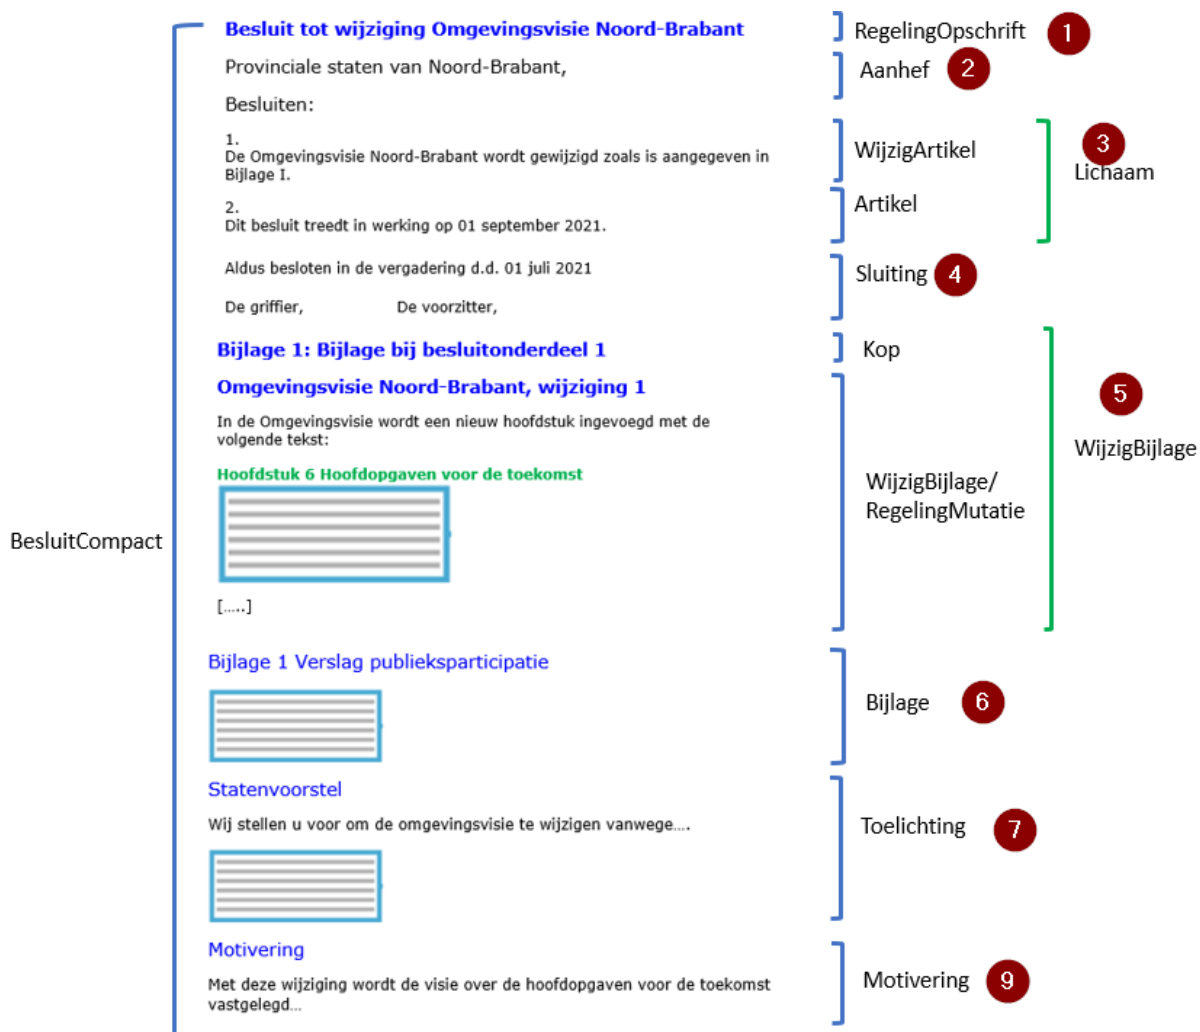 Besluit tot wijziging Omgevingsvisie Noord-Brabant
RegelingOpschrift 1
Provinciale staten van Noord-Brabant,
Aanhef 2
Besluiten:
1.
De Omgevingsvisie Noord-Brabant wordt gewijzigd zoals is aangegeven in
Bijlage I.
WijzigArtikel
3
Lichaam
2.
Dit besluit treedt in werking op 01 september 2021.
Artikel
Aldus besloten in de vergadering d.d. 01 juli 2021
De griffier, De voorzitter,
Sluiting 4
Bijlage 1: Bijlage bij besluitonderdeel 1
Kop
Omgevingsvisie Noord-Brabant, wijziging 1
In de Omgevingsvisie wordt een nieuw hoofdstuk ingevoegd met de
volgende tekst:
Hoofdstuk 6 Hoofdopgaven voor de toekomst
[.....]
WijzigBijlage/
RegelingMutatie
5
WijzigBijlage
BesluitCompact
Bijlage 1 Verslag publieksparticipatie
Bijlage 6
Statenvoorstel
Wij stellen u voor om de omgevingsvisie te wijzigen vanwege....
Toelichting 7
Motivering
Met deze wijziging wordt de visie over de hoofdopgaven voor de toekomst
vastgelegd...
Motivering 9